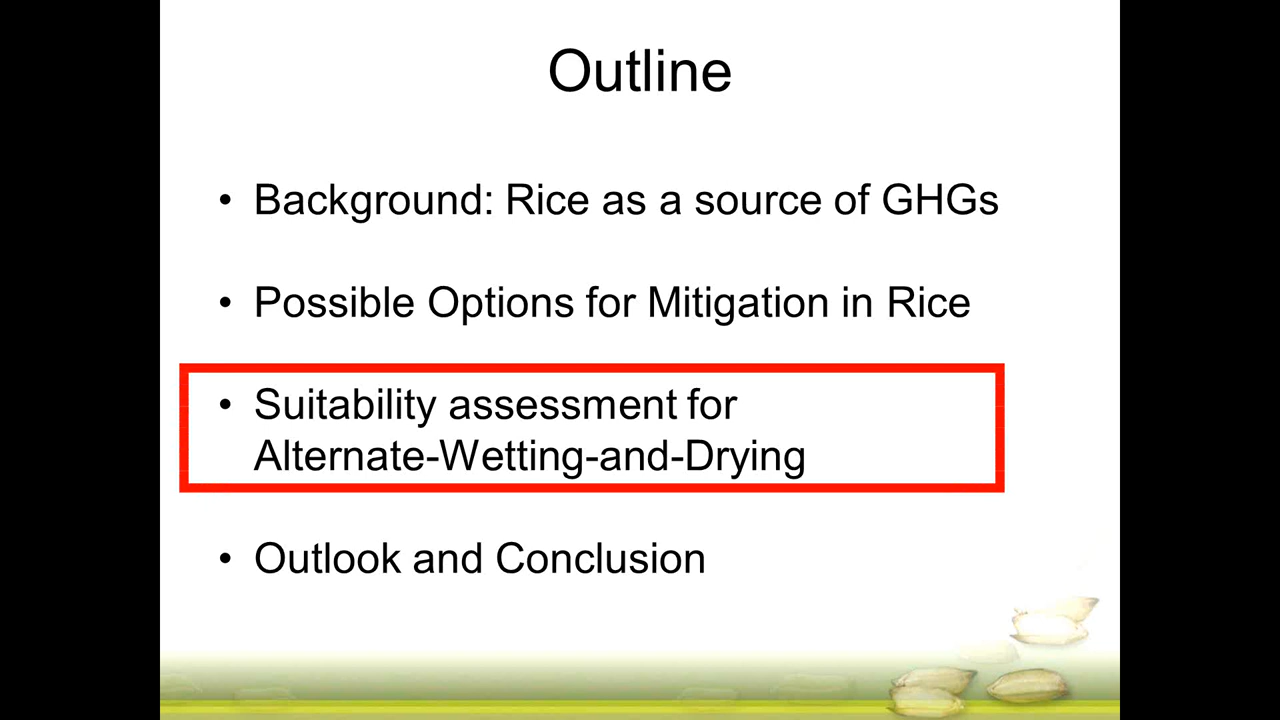 Outline
• Background: Rice as a source of GHGs
• Possible Options for Mitigation in Rice
• Suitability assessment for
Alternate-Wetting-and-Drying
• Outlook and Conclusion